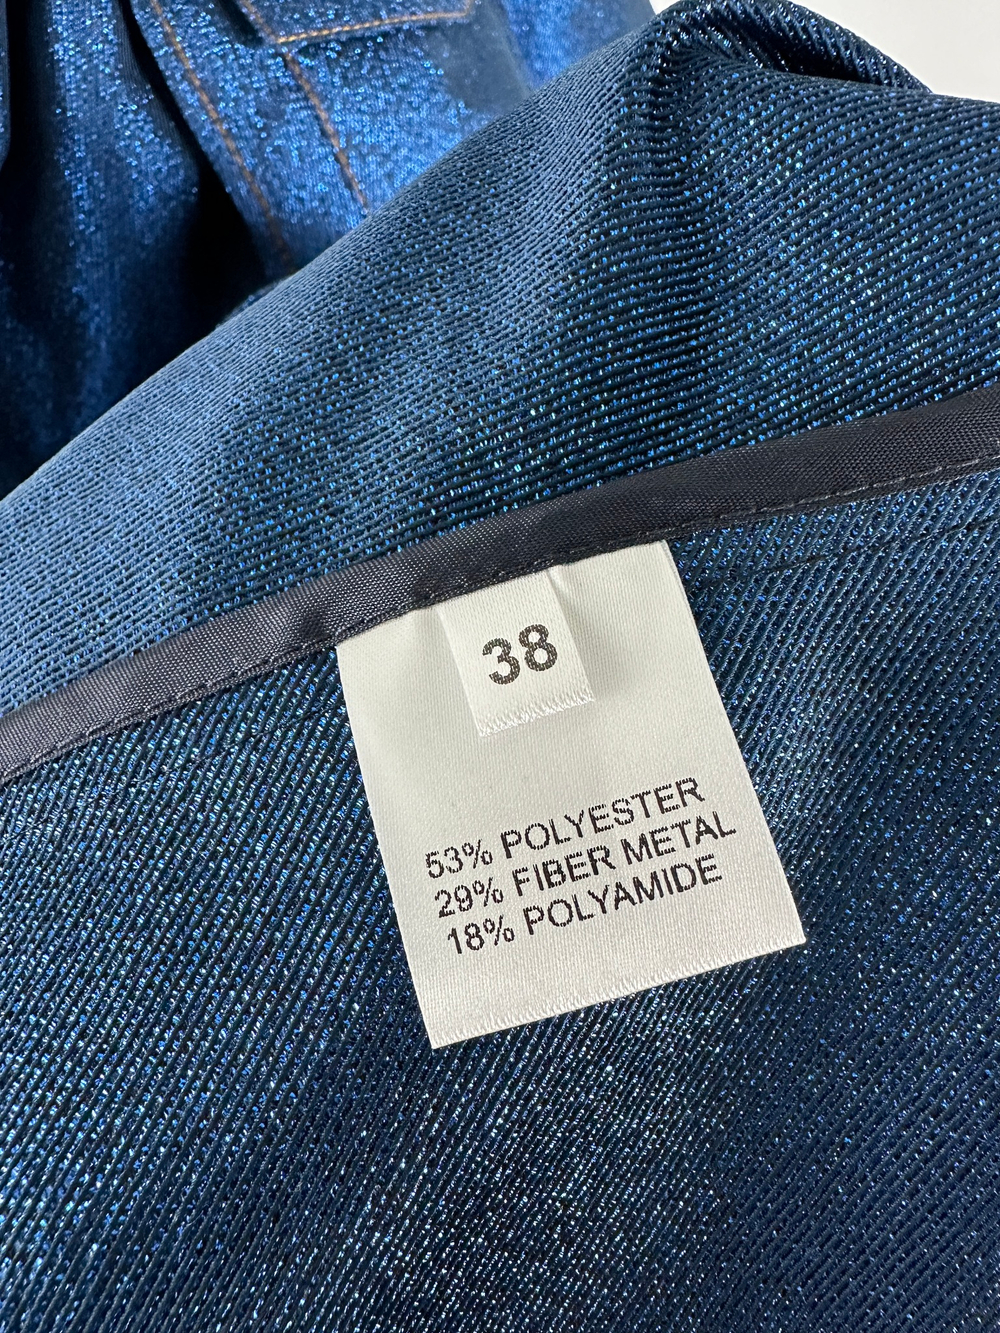 38
53% POLYESTER
29% FIBER METAL
18% POLYAMIDE